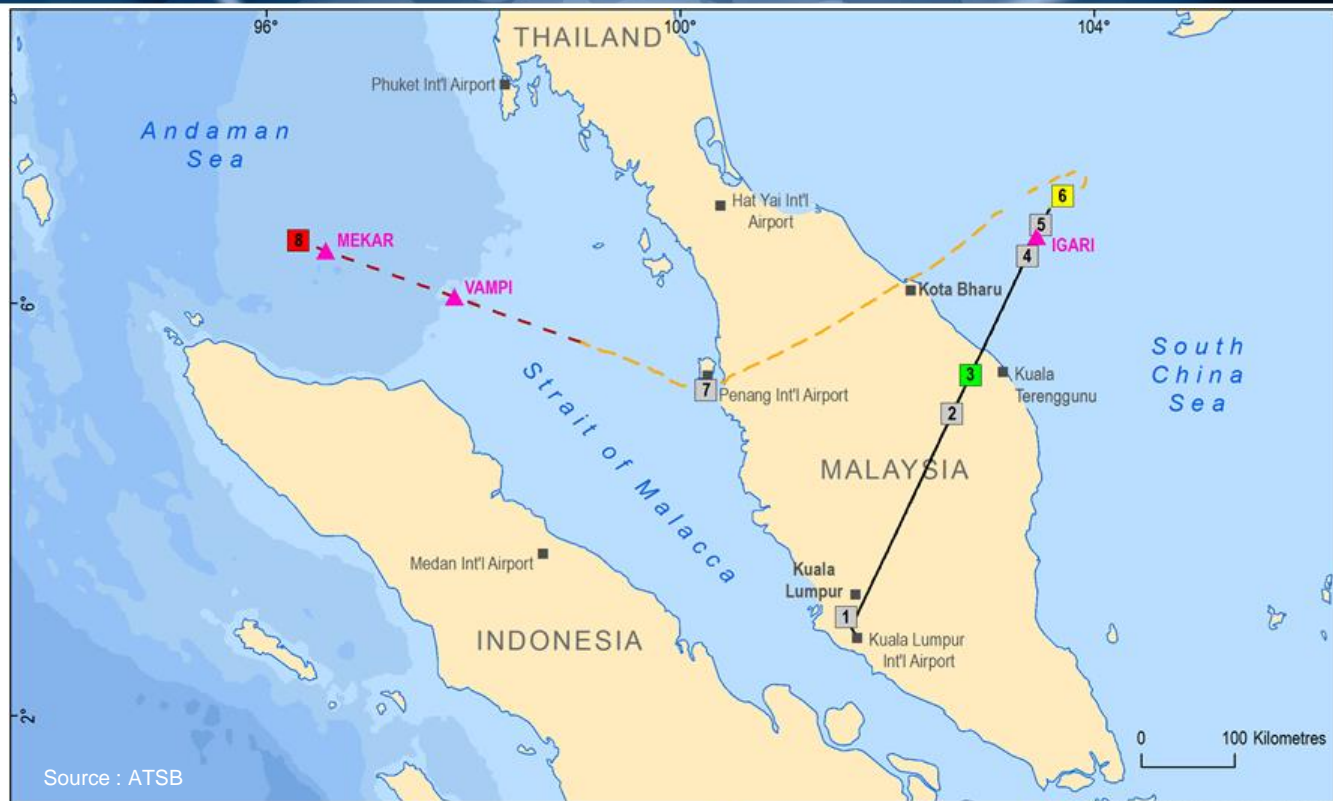 96°
100°
104°
THAILAND
Phuket Int'l Airport
Andaman
Sea
Hat Yai Int'l
Airport
6
5
8
MEKAR
IGARI
4
VAMPI
Kota Bharu
6°
South
China
Sea
3
Kuala
Terenggunu
7
Penang Int'l Airport
2
Strait of Malacca
MALAYSIA
Medan Int'l Airport
Kuala
Lumpur
1
INDONESIA
Kuala Lumpur
Int'l Airport
2°
0
100 Kilometres
Source : ATSB